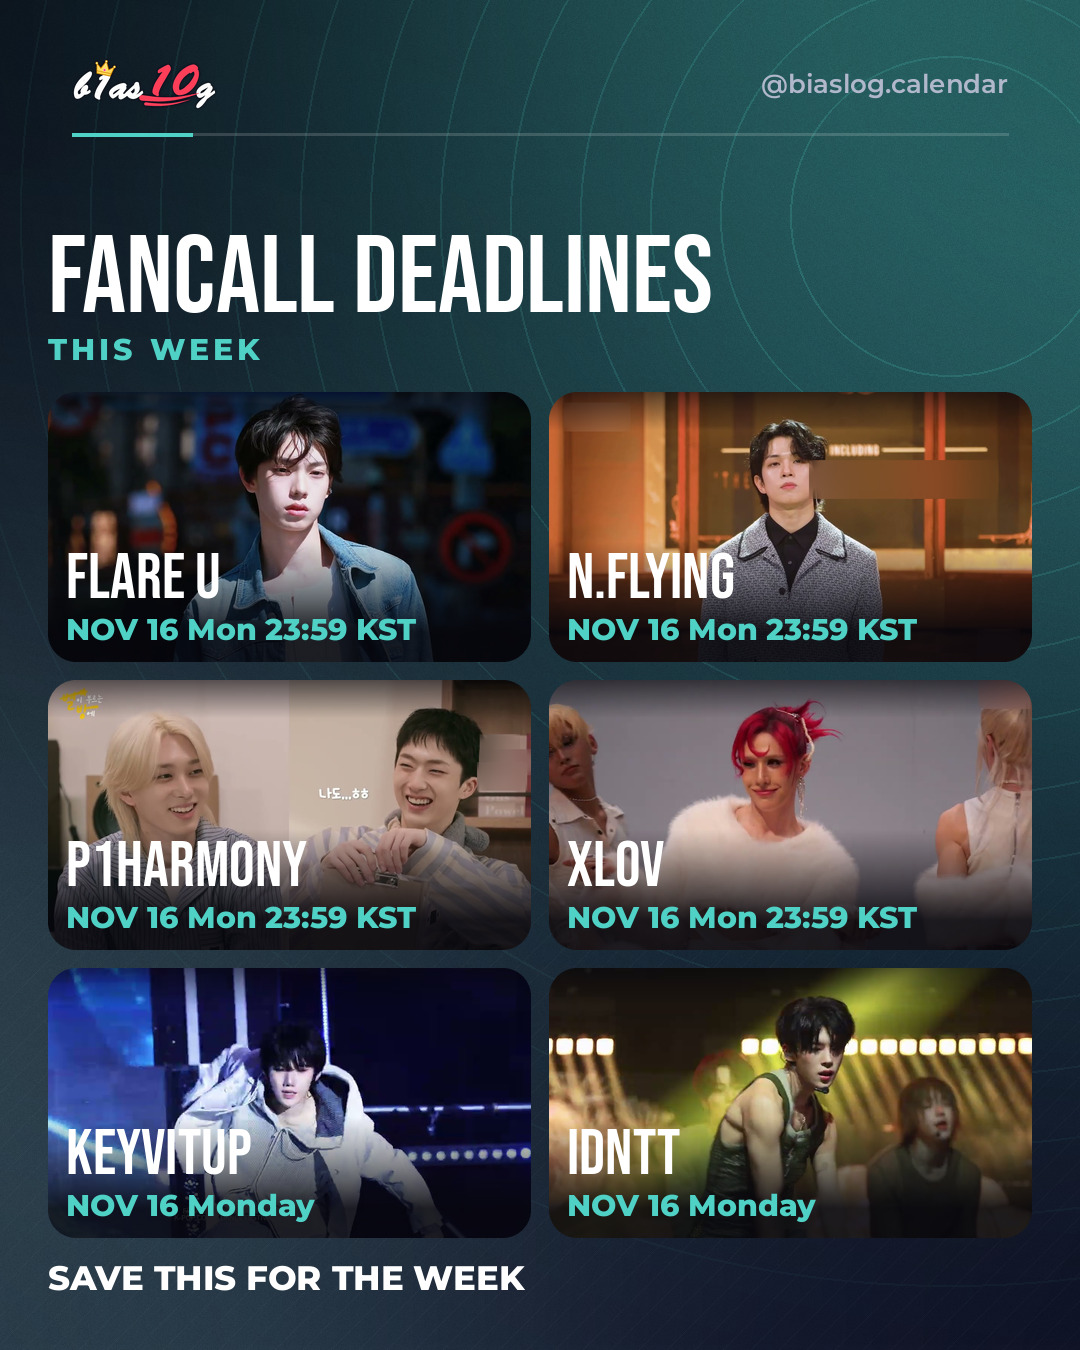 b1as10g
@biaslog.calendar
FANCALL DEADLINES
THIS WEEK
FLARE U
NOV 16 Mon 23:59 KST
INCLUDING
N.FLYING
NOV 16 Mon 23:59 KST
나도...ㅎㅎ
P1HARMONY
NOV 16 Mon 23:59 KST
XLOV
NOV 16 Mon 23:59 KST
KEYVITUP
NOV 16 Monday
IDNTT
NOV 16 Monday
SAVE THIS FOR THE WEEK